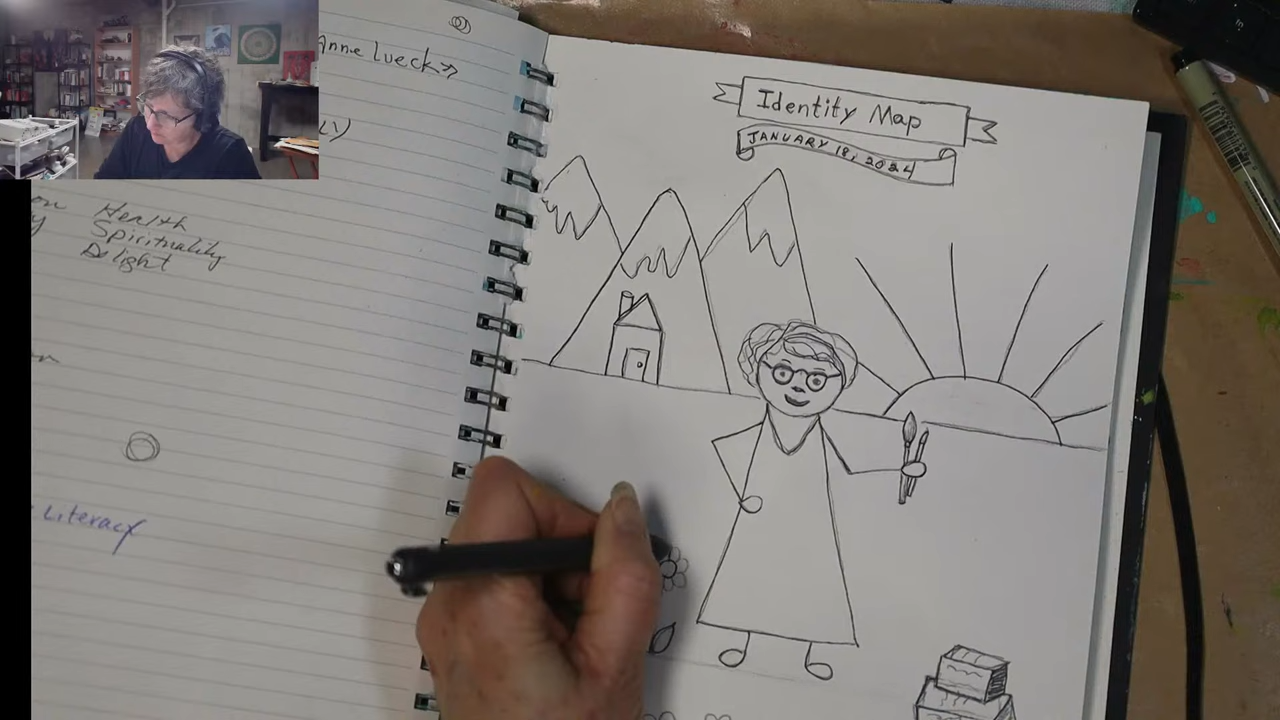 Anne Lueck
Health
Spirituality
Delight
Literacy
Identity Map
JANUARY 18, 2024